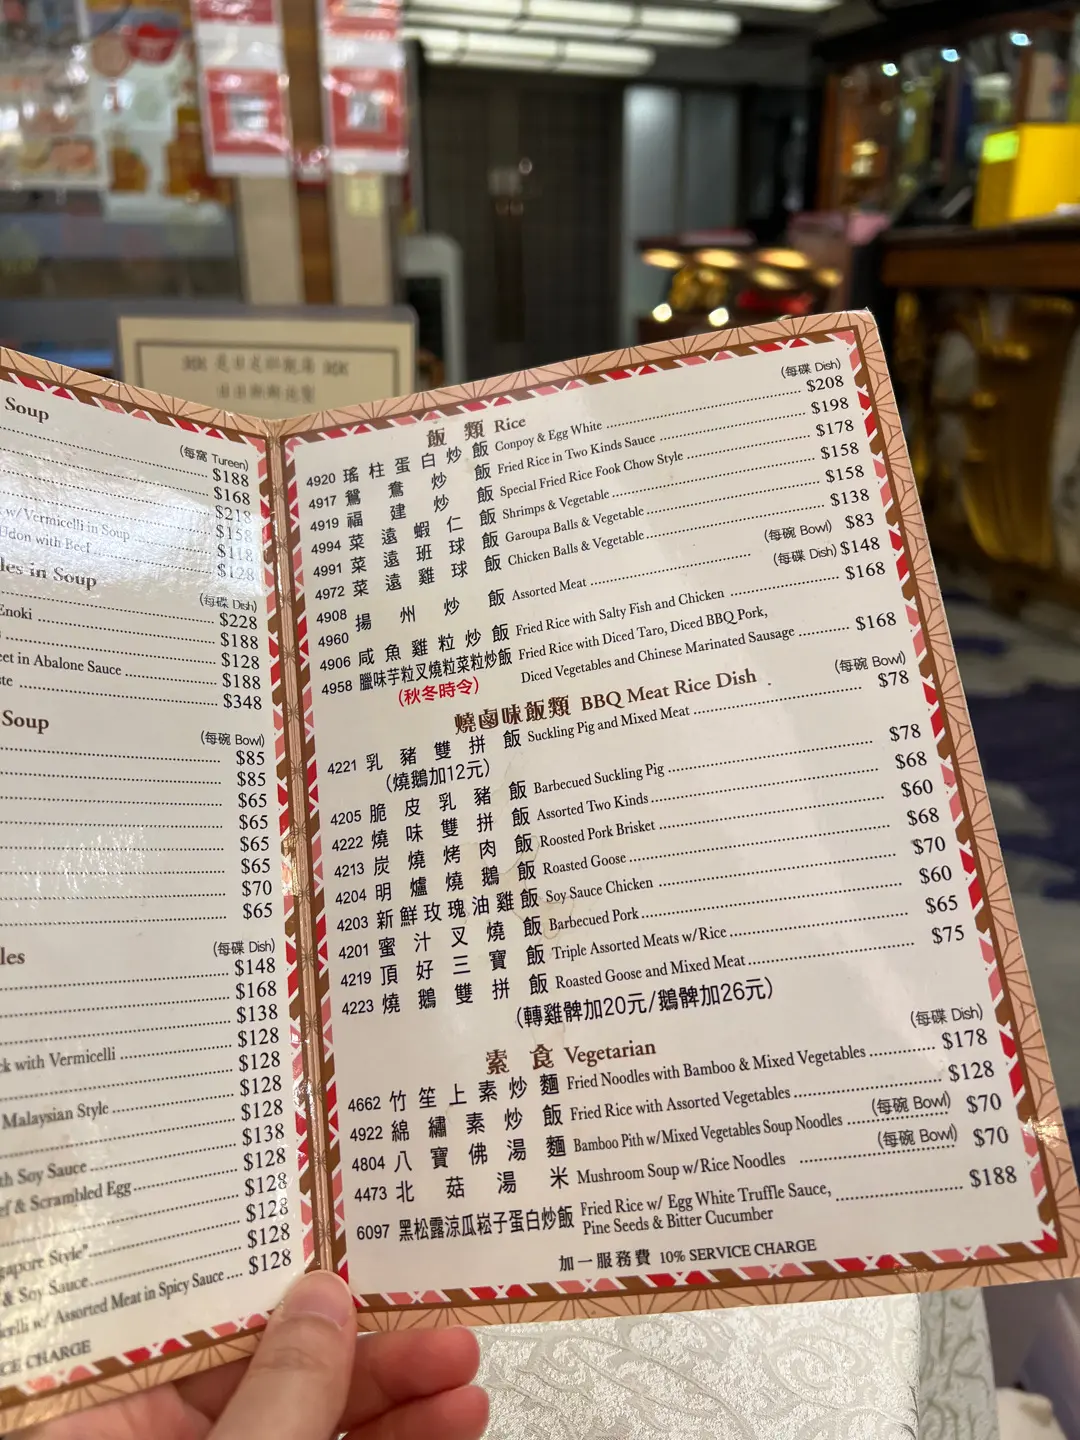 Soup
(每窩 Tureen)
$188
$168
$218
w/Vermicelli in Soup $158
Udon with Beef $118
$128
les in Soup
(每碟 Dish)
Enoki $228
$188
$128
eet in Abalone Sauce $188
$348
Soup
(每碗 Bowl)
$85
$85
$65
$65
$65
$65
$70
$65
les
(每碟 Dish)
$148
$168
$138
ck with Vermicelli $128
$128
Malaysian Style $128
$128
$138
th Soy Sauce $128
ef & Scrambled Egg $128
$128
gapore Style" $128
& Soy Sauce $128
icelli w/ Assorted Meat in Spicy Sauce $128
CE CHARGE
飯類 Rice
(每碟 Dish)
4920 瑤柱蛋白炒飯 Conpoy & Egg White $208
4917 鴛鴦炒飯 Fried Rice in Two Kinds Sauce $198
4919 福建炒飯 Special Fried Rice Fook Chow Style $178
4994 菜遠蝦仁飯 Shrimps & Vegetable $158
4991 菜遠班球飯 Garoupa Balls & Vegetable $158
4972 菜遠雞球飯 Chicken Balls & Vegetable $138
4908 揚州炒飯 Assorted Meat (每碗 Bowl) $83
4960 (每碟 Dish) $148
4906 咸魚雞粒炒飯 Fried Rice with Salty Fish and Chicken $168
4958 臘味芋粒叉燒粒菜粒炒飯 Fried Rice with Diced Taro, Diced BBQ Pork,
(秋冬時令) Diced Vegetables and Chinese Marinated Sausage $168
燒鹵味飯類 BBQ Meat Rice Dish
(每碗 Bowl)
4221 乳豬雙拼飯 Suckling Pig and Mixed Meat $78
(燒鵝加12元)
4205 脆皮乳豬飯 Barbecued Suckling Pig $78
4222 燒味雙拼飯 Assorted Two Kinds $68
4213 炭燒烤肉飯 Roosted Pork Brisket $60
4204 明爐燒鵝飯 Roasted Goose $68
4203 新鮮玫瑰油雞飯 Soy Sauce Chicken $70
4201 蜜汁叉燒飯 Barbecued Pork $60
4219 頂好三寶飯 Triple Assorted Meats w/Rice $65
4223 燒鵝雙拼飯 Roasted Goose and Mixed Meat $75
(轉雞髀加20元/鵝髀加26元)
素食 Vegetarian
(每碟 Dish)
4662 竹笙上素炒麵 Fried Noodles with Bamboo & Mixed Vegetables $178
4922 綿繡素炒飯 Fried Rice with Assorted Vegetables $128
4804 八寶佛湯麵 Bamboo Pith w/Mixed Vegetables Soup Noodles (每碗 Bowl) $70
4473 北菇湯米 Mushroom Soup w/Rice Noodles (每碗 Bowl) $70
6097 黑松露涼瓜崧子蛋白炒飯 Fried Rice w/ Egg White Truffle Sauce, $188
Pine Seeds & Bitter Cucumber
加一服務費 10% SERVICE CHARGE